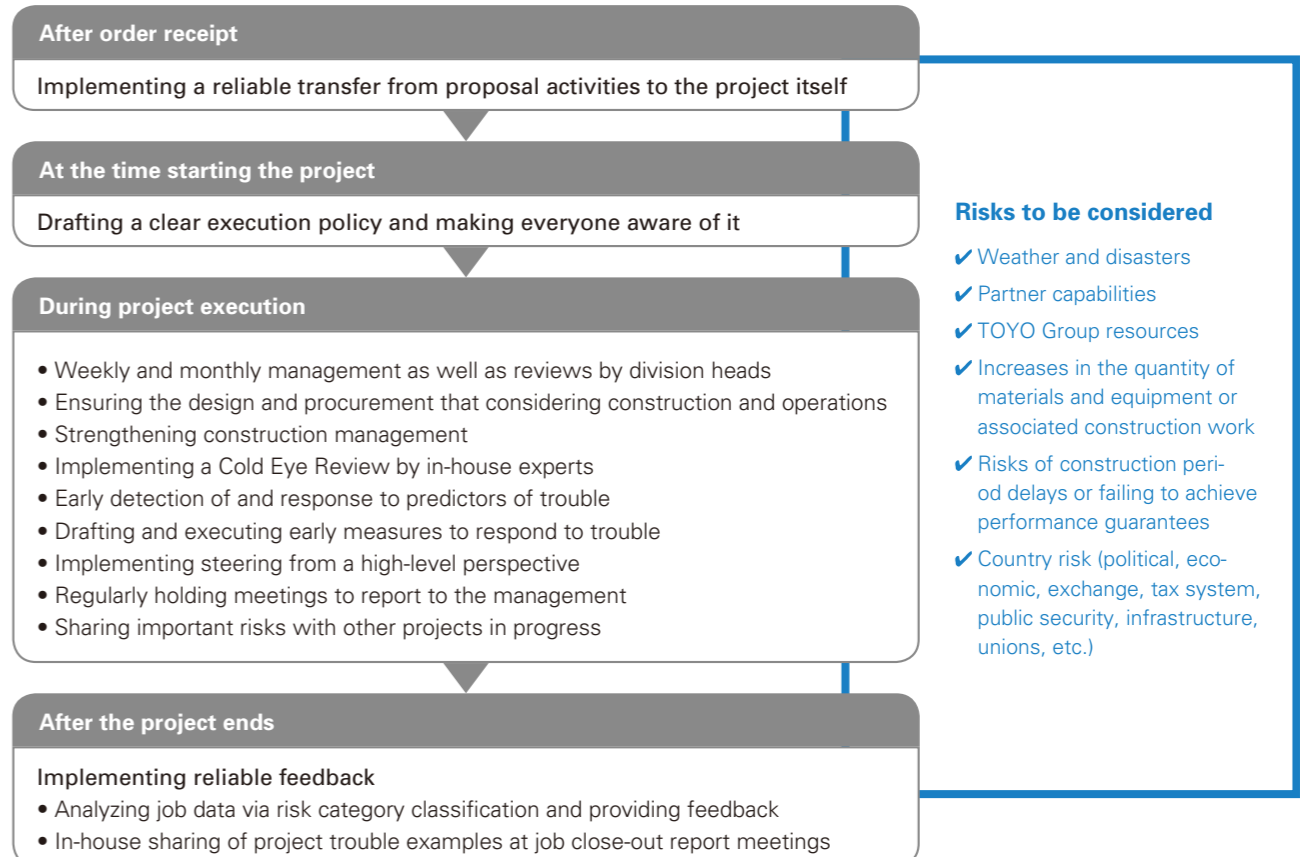 After order receipt
Implementing a reliable transfer from proposal activities to the project itself
At the time starting the project
Drafting a clear execution policy and making everyone aware of it
During project execution
• Weekly and monthly management as well as reviews by division heads
• Ensuring the design and procurement that considering construction and operations
• Strengthening construction management
• Implementing a Cold Eye Review by in-house experts
• Early detection of and response to predictors of trouble
• Drafting and executing early measures to respond to trouble
• Implementing steering from a high-level perspective
• Regularly holding meetings to report to the management
• Sharing important risks with other projects in progress
After the project ends
Implementing reliable feedback
• Analyzing job data via risk category classification and providing feedback
• In-house sharing of project trouble examples at job close-out report meetings
Risks to be considered
✔ Weather and disasters
✔ Partner capabilities
✔ TOYO Group resources
✔ Increases in the quantity of
materials and equipment or
associated construction work
✔ Risks of construction peri-
od delays or failing to achieve
performance guarantees
✔ Country risk (political, eco-
nomic, exchange, tax system,
public security, infrastructure,
unions, etc.)